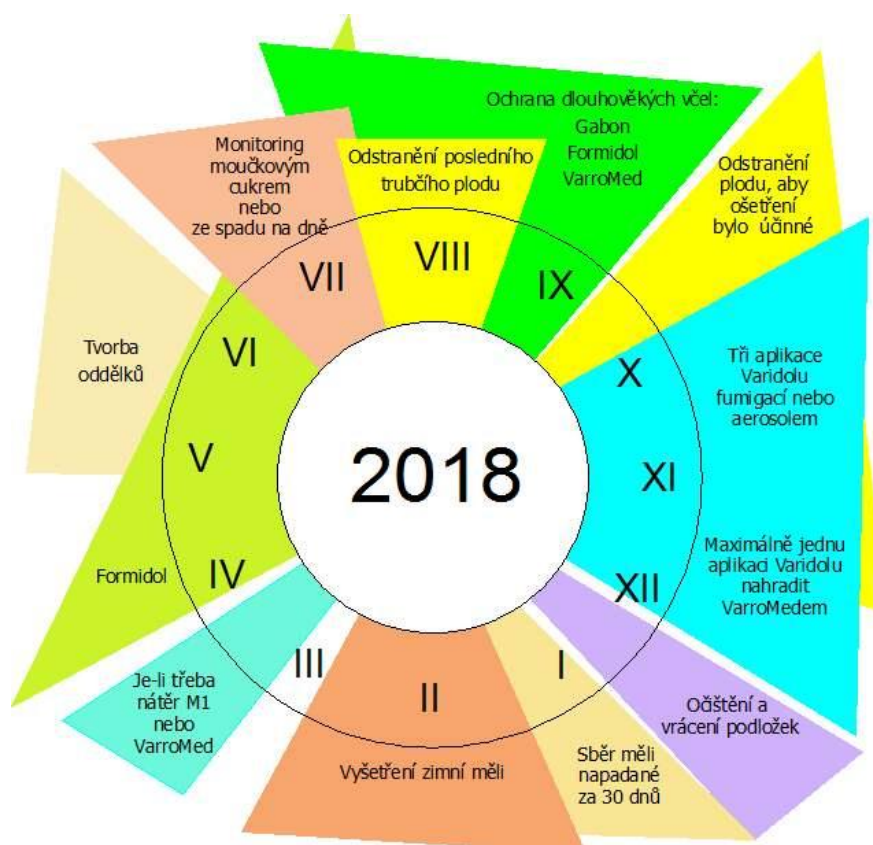 Ochrana dlouhověkých včel:
Gabon
Formidol
VarroMed
Monitoring
moučkovým
cukrem
nebo
ze spadu na dně
Odstranění posledního
trubčího plodu
Odstranění
plodu, aby
ošetření
bylo účinné
VII
VIII
IX
VI
X
Tvorba
oddělků
Tři aplikace
Varidolu
fumigací nebo
aerosolem
V
2018
XI
Formidol
IV
XII
Maximálně jednu
aplikaci Varidolu
nahradit
VarroMedem
III
II
I
Je-li třeba
nátěr M1
nebo
VarroMed
Vyšetření zimní měli
Sběr měli
napadané
za 30 dnů
Očištění a
vrácení podložek